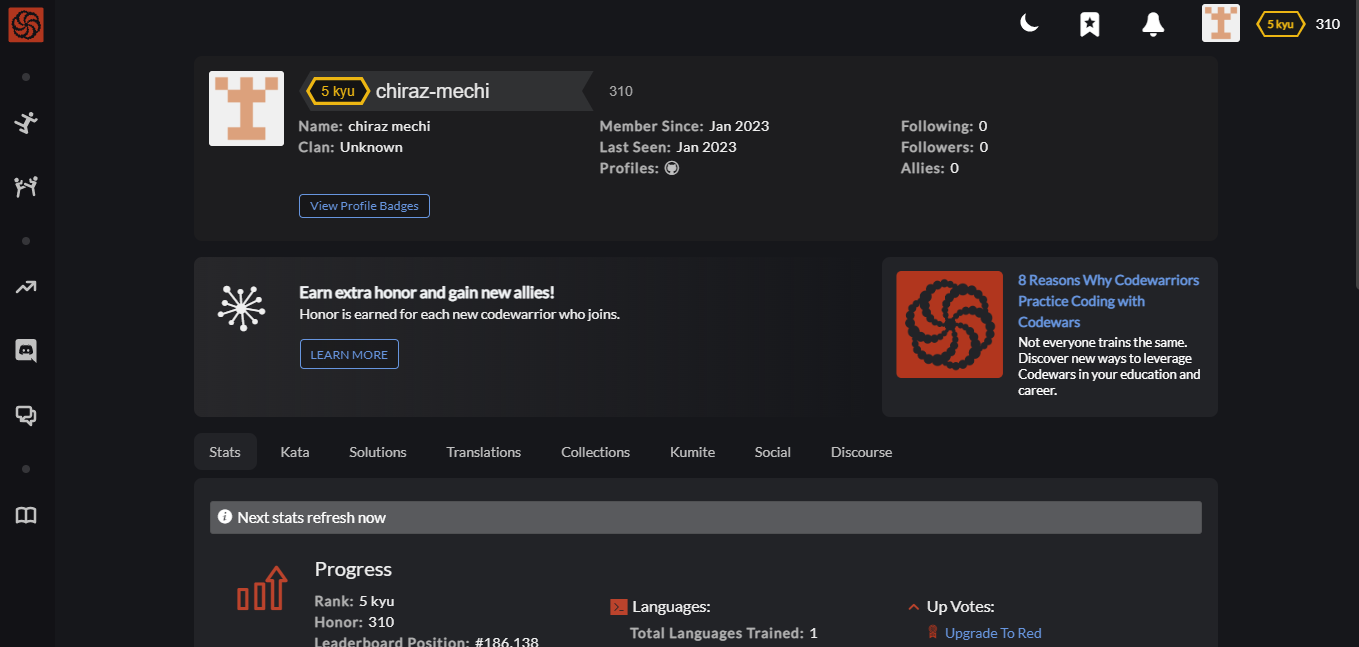 5 kyu 310
5 kyu chiraz-mechi 310
Name: chiraz mechi
Clan: Unknown
Member Since: Jan 2023
Last Seen: Jan 2023
Profiles:
Following: 0
Followers: 0
Allies: 0
View Profile Badges
Earn extra honor and gain new allies!
Honor is earned for each new codewarrior who joins.
LEARN MORE
8 Reasons Why Codewarriors
Practice Coding with
Codewars
Not everyone trains the same.
Discover new ways to leverage
Codewars in your education and
career.
Stats Kata Solutions Translations Collections Kumite Social Discourse
Next stats refresh now
Progress
Rank: 5 kyu
Honor: 310
Leaderboard Position: #186,138
Languages:
Total Languages Trained: 1
Up Votes:
Upgrade To Red